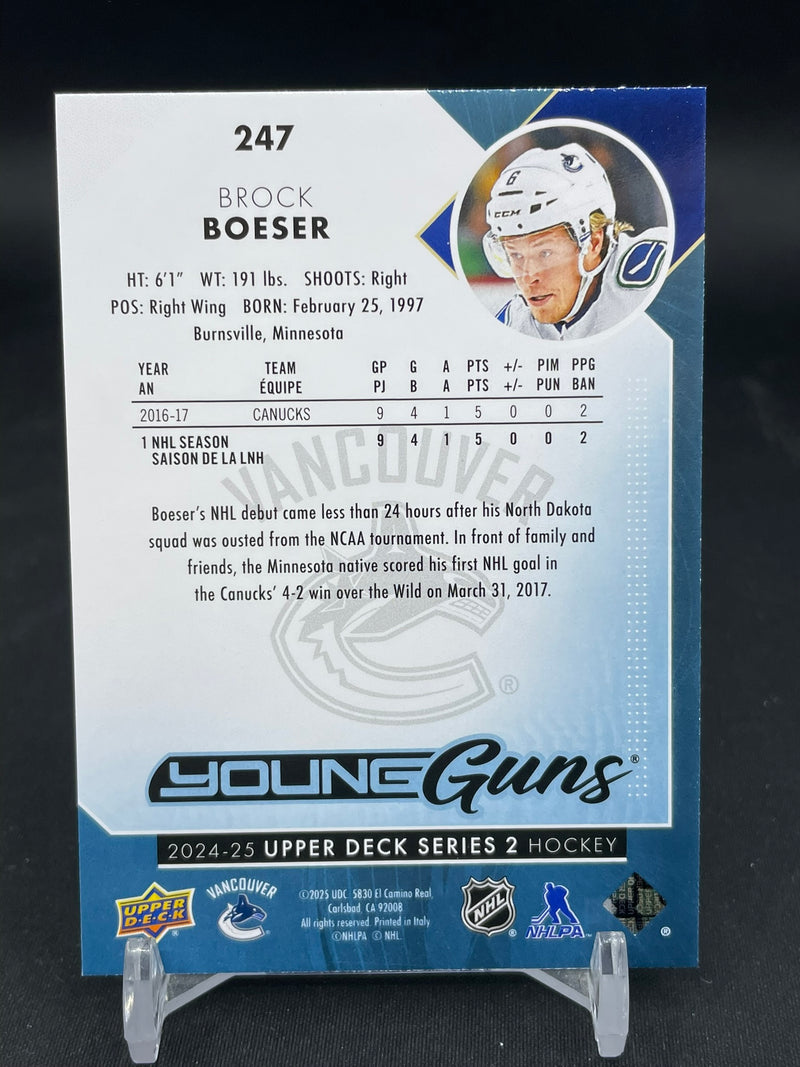 247
BROCK
BOESER
6
CCM
HT: 6'1" WT: 191 lbs. SHOOTS: Right
POS: Right Wing BORN: February 25, 1997
Burnsville, Minnesota
YEAR TEAM GP G A PTS +/- PIM PPG
AN ÉQUIPE PJ B A PTS +/- PUN BAN
2016-17 CANUCKS 9 4 1 5 0 0 2
1 NHL SEASON 9 4 1 5 0 0 2
SAISON DE LA LNH
VANCOUVER
Boeser's NHL debut came less than 24 hours after his North Dakota
squad was ousted from the NCAA tournament. In front of family and
friends, the Minnesota native scored his first NHL goal in
the Canucks' 4-2 win over the Wild on March 31, 2017.
®
YOUNG Guns®
2024-25 UPPER DECK SERIES 2 HOCKEY
UPPER DECK ®
VANCOUVER
©2025 UDC. 5830 El Camino Real,
Carlsbad, CA 92008.
All rights reserved. Printed in Italy
©NHLPA © NHL.
NHL ®
NHLPA™
®